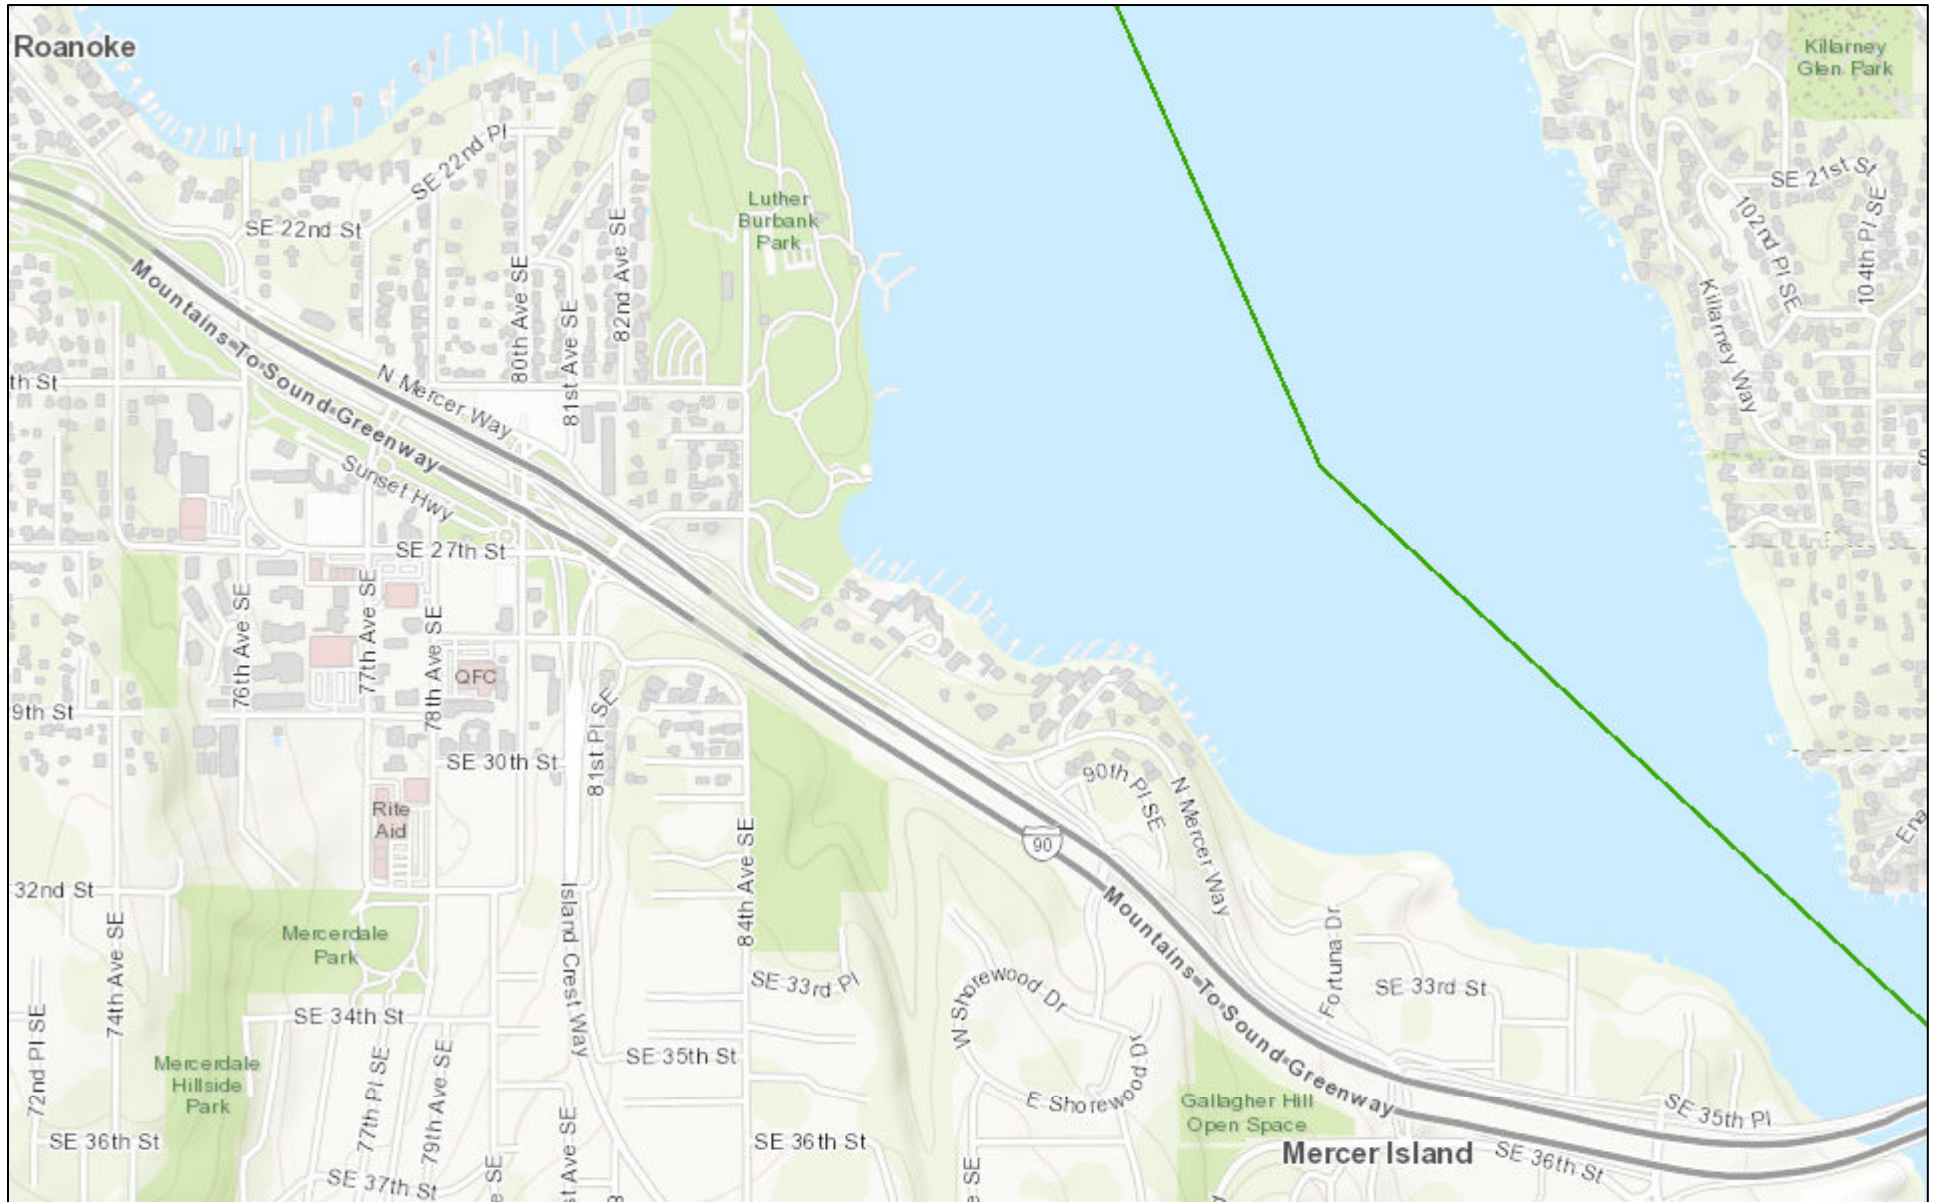 Roanoke
Killarney
Glen Park
SE 22nd Pl
SE 21st St
102nd Pl SE
104th Pl SE
Luther
Burbank
Park
SE 22nd St
82nd Ave SE
80th Ave SE
81st Ave SE
Mountains-To-Sound-Greenway
N Mercer Way
Killarney Way
th St
Sunset Hwy
S
SE 27th St
76th Ave SE
77th Ave SE
78th Ave SE
QFC
81st Pl SE
9th St
SE 30th St
90th Pl SE
N Mercer Way
Rite
Aid
90
Ena
84th Ave SE
32nd St
Island Crest Way
Mountains-To-Sound-Greenway
74th Ave SE
Mercerdale
Park
Fortuna Dr
SE 33rd Pl
W Shorewood Dr
SE 33rd St
SE 34th St
72nd Pl SE
Mercerdale
Hillside
Park
77th Pl SE
79th Ave SE
SE 35th St
E Shorewood Dr
Gallagher Hill
Open Space
SE 35th Pl
SE 36th St
SE 36th St
Mercer Island
SE 36th St
SE 37th St
e SE
st Ave SE
e SE